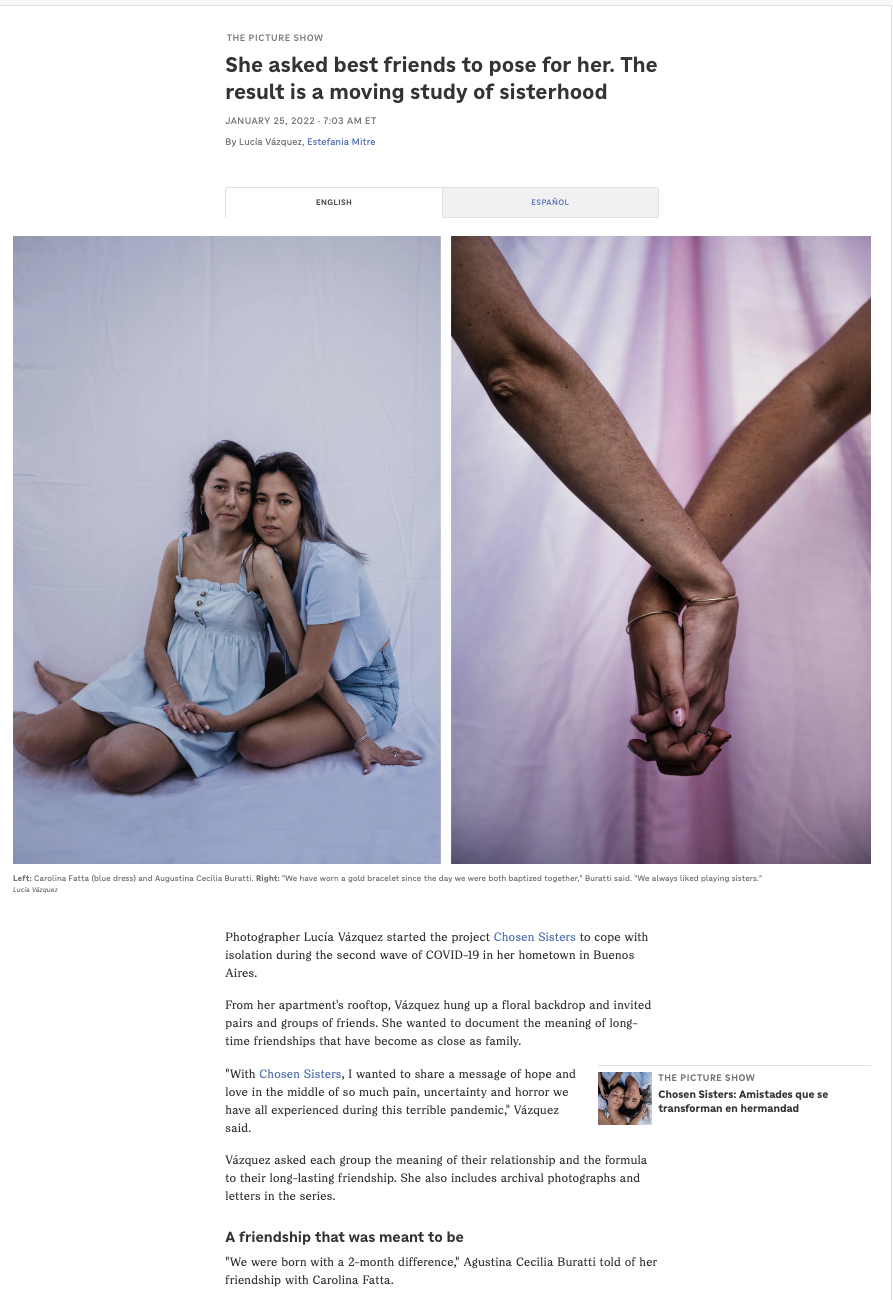 THE PICTURE SHOW
She asked best friends to pose for her. The
result is a moving study of sisterhood
JANUARY 25, 2022 · 7:03 AM ET
By Lucía Vázquez, Estefania Mitre
ENGLISH
ESPAÑOL
Left: Carolina Fatta (blue dress) and Augustina Cecilia Buratti. Right: "We have worn a gold bracelet since the day we were both baptized together," Buratti said. "We always liked playing sisters."
Lucía Vázquez
Photographer Lucía Vázquez started the project Chosen Sisters to cope with
isolation during the second wave of COVID-19 in her hometown in Buenos
Aires.
From her apartment's rooftop, Vázquez hung up a floral backdrop and invited
pairs and groups of friends. She wanted to document the meaning of long-
time friendships that have become as close as family.
"With Chosen Sisters, I wanted to share a message of hope and
love in the middle of so much pain, uncertainty and horror we
have all experienced during this terrible pandemic," Vázquez
said.
THE PICTURE SHOW
Chosen Sisters: Amistades que se
transforman en hermandad
Vázquez asked each group the meaning of their relationship and the formula
to their long-lasting friendship. She also includes archival photographs and
letters in the series.
A friendship that was meant to be
"We were born with a 2-month difference," Agustina Cecilia Buratti told of her
friendship with Carolina Fatta.